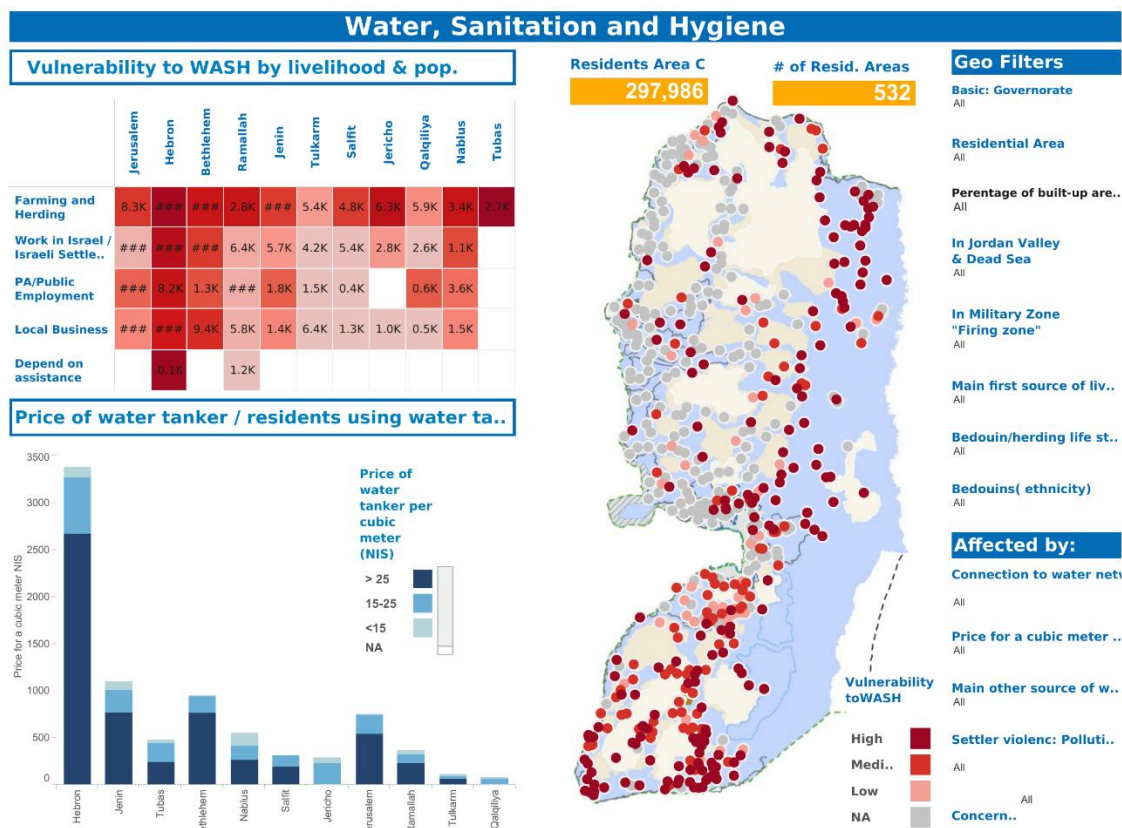 Water, Sanitation and Hygiene
Vulnerability to WASH by livelihood & pop.
Jerusalem
Hebron
Bethlehem
Ramallah
Jenin
Tulkarm
Salfit
Jericho
Qalqiliya
Nablus
Tubas
Farming and
Herding
8.3K ### ### 2.8K ### 5.4K 4.8K 6.3K 5.9K 3.4K 2.7K
Work in Israel /
Israeli Settle..
### ### ### 6.4K 5.7K 4.2K 5.4K 2.8K 2.6K 1.1K
PA/Public
Employment
### 8.2K 1.3K ### 1.8K 1.5K 0.4K 0.6K 3.6K
Local Business
### ### 9.4K 5.8K 1.4K 6.4K 1.3K 1.0K 0.5K 1.5K
Depend on
assistance
0.1K 1.2K
Price of water tanker / residents using water ta..
Price for a cubic meter NIS
3500
3000
2500
2000
1500
1000
500
0
Hebron
Jenin
Tubas
ethlehem
Nablus
Salfit
Jericho
erusalem
Ramallah
Tulkarm
Qalqiliya
Price of
water
tanker per
cubic
meter
(NIS)
> 25
15-25
<15
NA
Residents Area C
297,986
# of Resid. Areas
532
Vulnerability
toWASH
High
Medi..
Low
NA
Geo Filters
Basic: Governorate
All
Residential Area
All
Perentage of built-up are..
All
In Jordan Valley
& Dead Sea
All
In Military Zone
"Firing zone"
All
Main first source of liv..
All
Bedouin/herding life st..
All
Bedouins( ethnicity)
All
Affected by:
Connection to water net
All
Price for a cubic meter ..
All
Main other source of w..
All
Settler violenc: Polluti..
All
All
Concern..